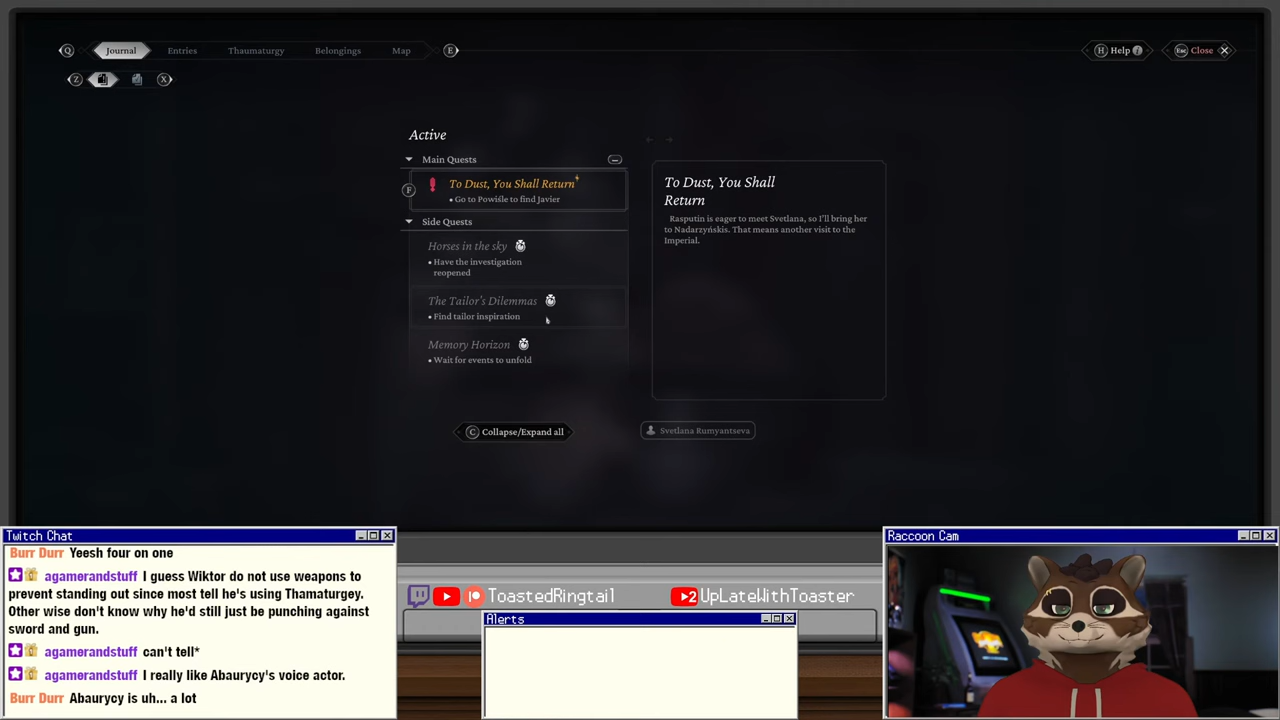 Q Journal Entries Thaumaturgy Belongings Map E
H Help i Esc Close
Z X
Active
Main Quests
F To Dust, You Shall Return
• Go to Powiśle to find Javier
Side Quests
Horses in the sky
• Have the investigation
reopened
The Tailor's Dilemmas
• Find tailor inspiration
Memory Horizon
• Wait for events to unfold
C Collapse/Expand all
To Dust, You Shall
Return
Rasputin is eager to meet Svetlana, so I'll bring her
to Nadarzyńskis. That means another visit to the
Imperial.
Svetlana Rumyantseva
Twitch Chat
Burr Durr Yeesh four on one
agamerandstuff I guess Wiktor do not use weapons to
prevent standing out since most tell he's using Thamaturgey.
Other wise don't know why he'd still just be punching against
sword and gun.
agamerandstuff can't tell*
agamerandstuff I really like Abaurycy's voice actor.
Burr Durr Abaurycy is uh... a lot
ToastedRingtail 2 UpLateWithToaster
Alerts
Raccoon Cam